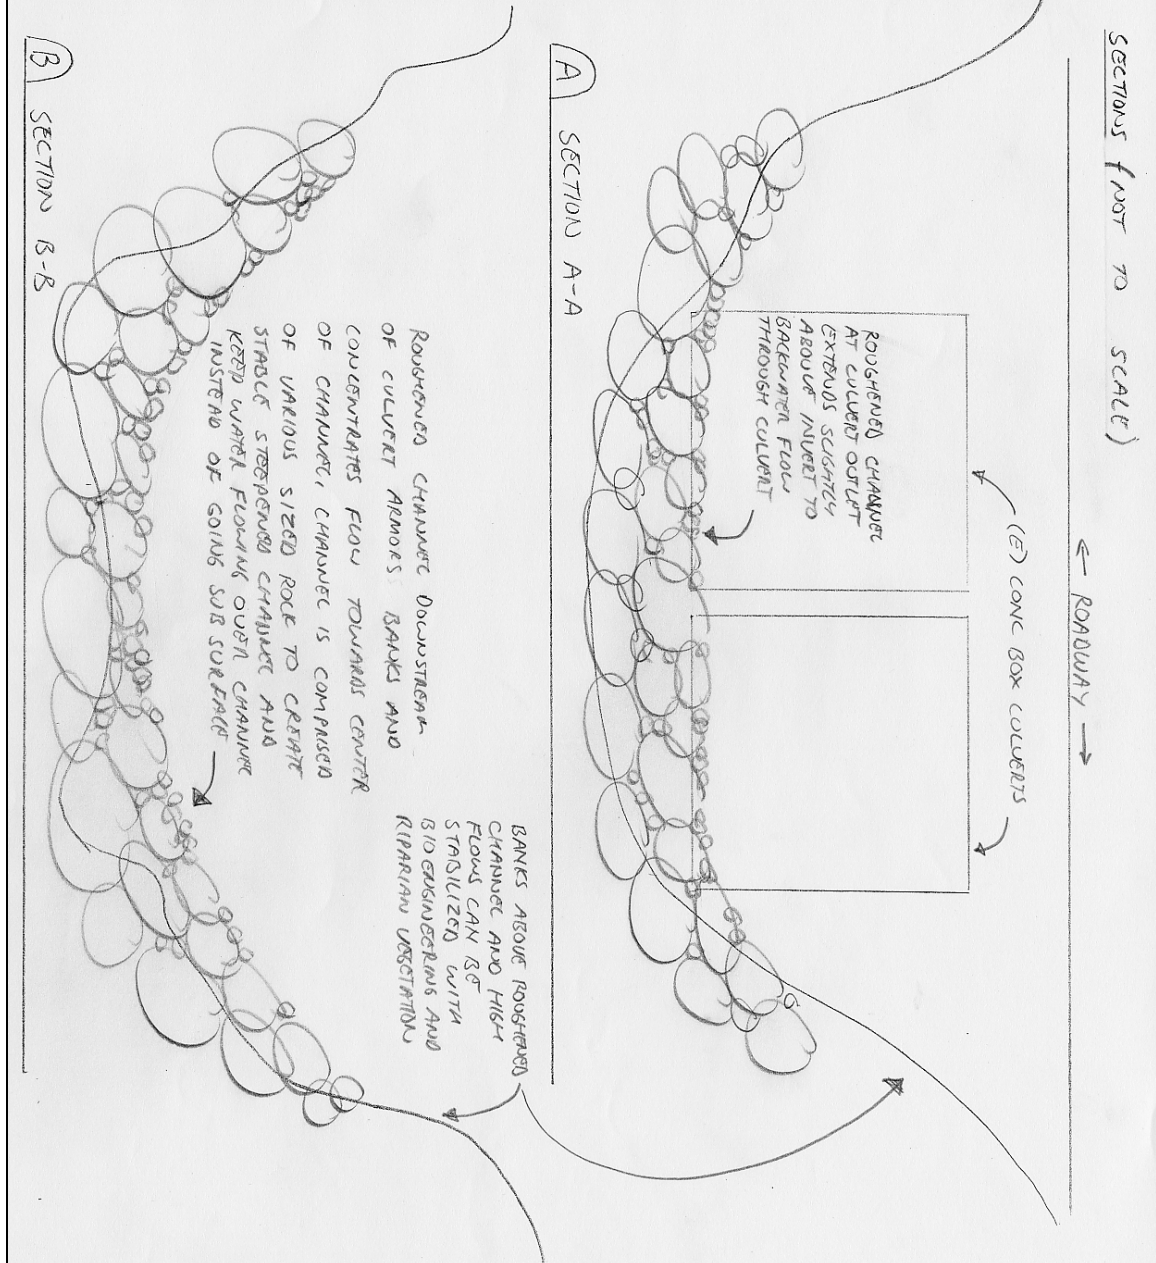 SECTIONS (NOT TO SCALE)
← ROADWAY →
(E) CONC BOX CULVERTS
ROUGHENED CHANNEL
AT CULVERT OUTLET
EXTENDS SLIGHTLY
ABOVE INVERT TO
BACKWATER FLOW
THROUGH CULVERT
A SECTION A-A
BANKS ABOVE ROUGHENED
CHANNEL AND HIGH
FLOWS CAN BE
STABILIZED WITH
BIOENGINEERING AND
RIPARIAN VEGETATION
ROUGHENED CHANNEL DOWNSTREAM
OF CULVERT ARMORS BANKS AND
CONCENTRATES FLOW TOWARDS CENTER
OF CHANNEL, CHANNEL IS COMPRISED
OF VARIOUS SIZED ROCK TO CREATE
STABLE STEEPENED CHANNEL AND
KEEP WATER FLOWING OVER CHANNEL
INSTEAD OF GOING SUB SURFACE
B SECTION B-B